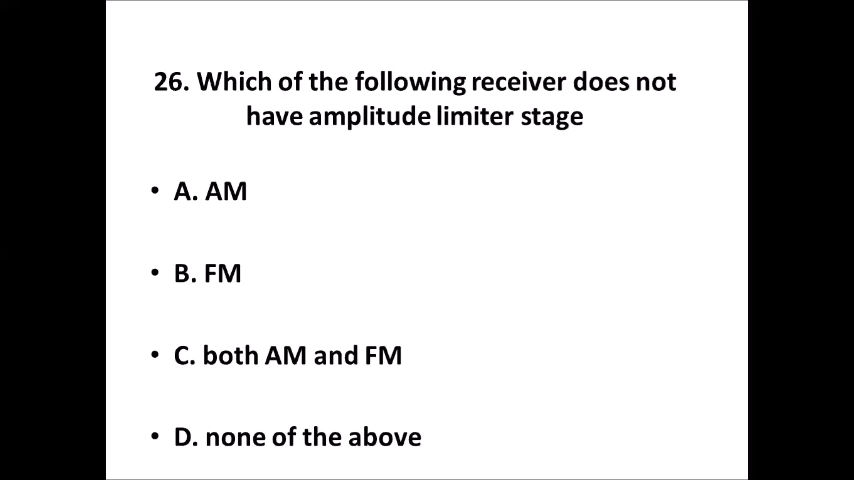 26. Which of the following receiver does not
have amplitude limiter stage
• A. AM
• B. FM
• C. both AM and FM
• D. none of the above